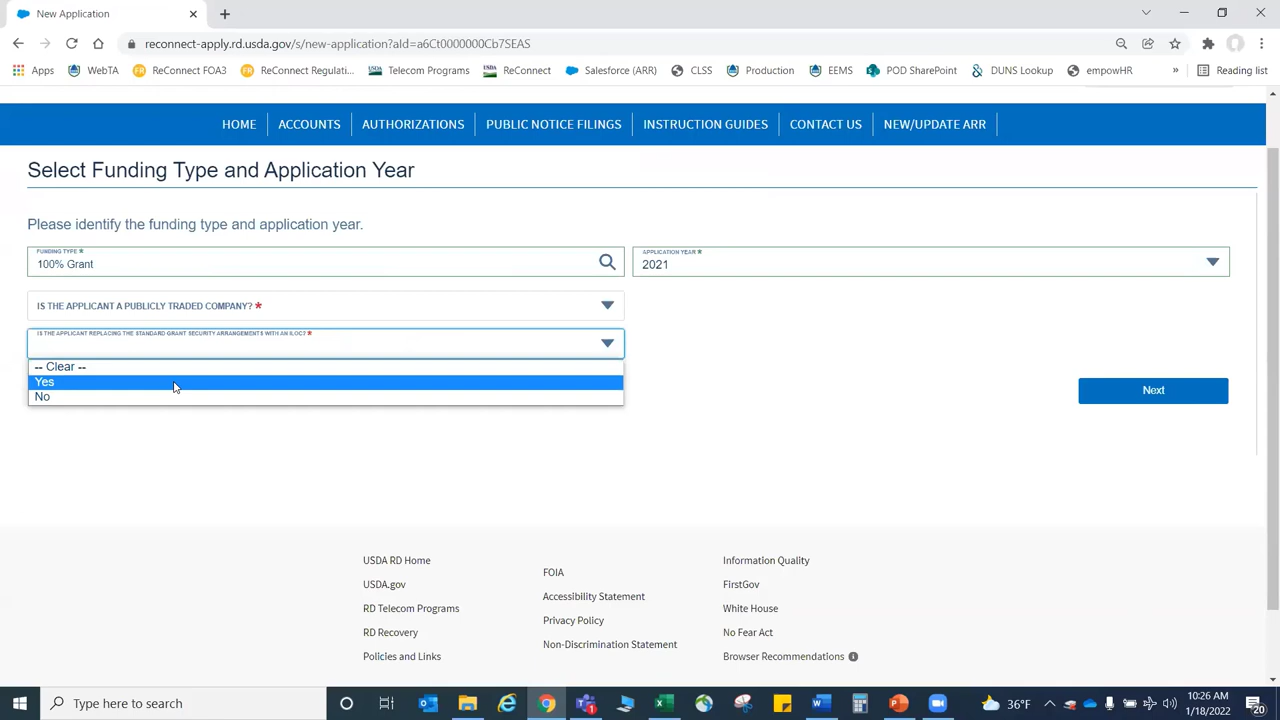 New Application
reconnect-apply.rd.usda.gov/s/new-application?aId=a6Ct0000000Cb7SEAS
Apps
WebTA
FR
ReConnect FOA3
FR
ReConnect Regulati...
Telecom Programs
ReConnect
Salesforce (ARR)
CLSS
Production
EEMS
POD SharePoint
DUNS Lookup
empowHR
»
Reading list
HOME
ACCOUNTS
AUTHORIZATIONS
PUBLIC NOTICE FILINGS
INSTRUCTION GUIDES
CONTACT US
NEW/UPDATE ARR
Select Funding Type and Application Year
Please identify the funding type and application year.
FUNDING TYPE *
100% Grant
APPLICATION YEAR *
2021
IS THE APPLICANT A PUBLICLY TRADED COMPANY? *
IS THE APPLICANT REPLACING THE STANDARD GRANT SECURITY ARRANGEMENTS WITH AN ILOC? *
-- Clear --
Yes
No
Next
USDA RD Home
USDA.gov
RD Telecom Programs
RD Recovery
Policies and Links
FOIA
Accessibility Statement
Privacy Policy
Non-Discrimination Statement
Information Quality
FirstGov
White House
No Fear Act
Browser Recommendations
Type here to search
36°F
10:26 AM
1/18/2022
20